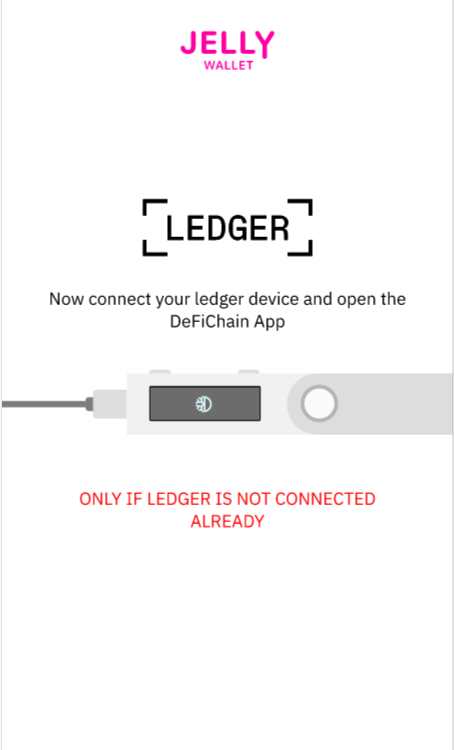 JELLY
WALLET
LEDGER
Now connect your ledger device and open the
DeFiChain App
ONLY IF LEDGER IS NOT CONNECTED
ALREADY